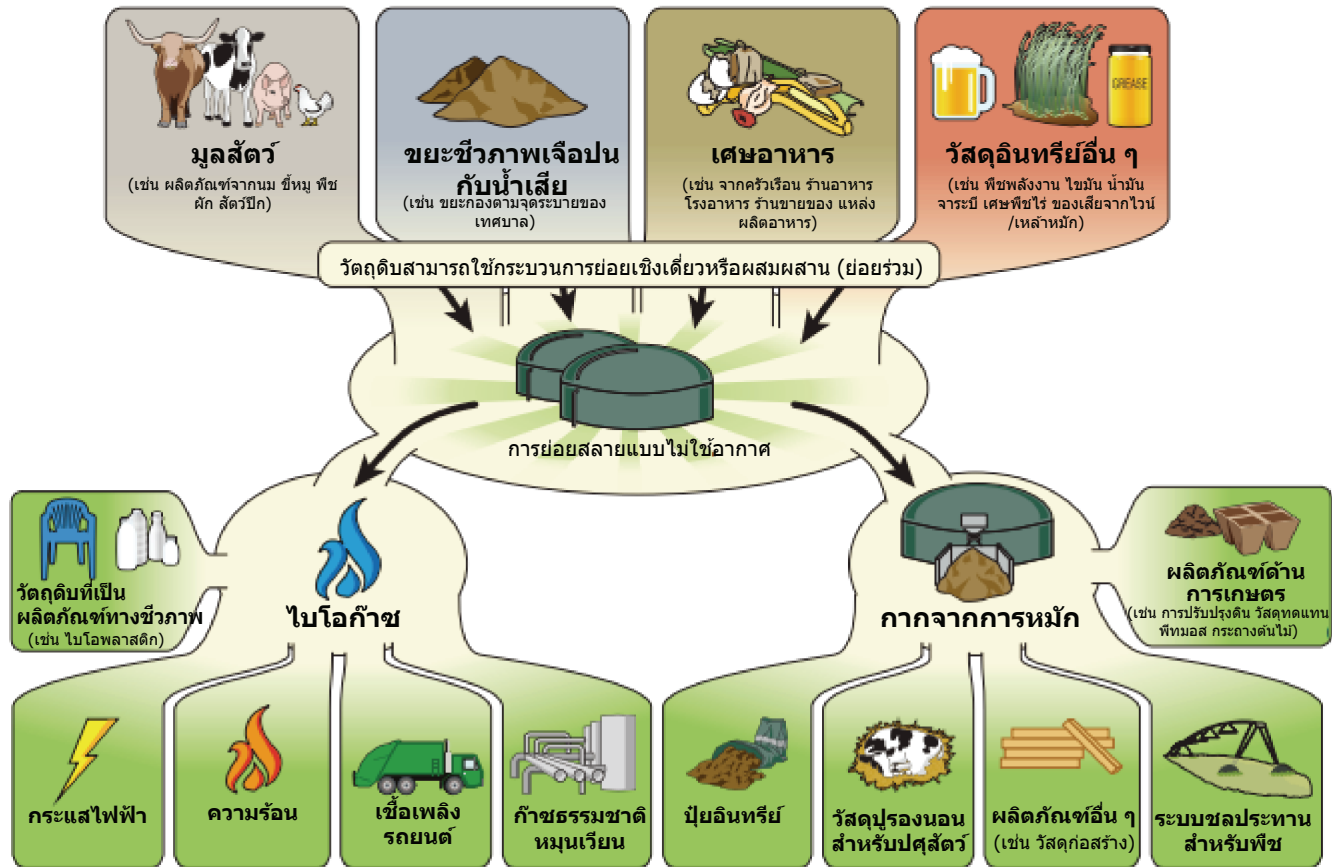 GREASE
มูลสัตว์
(เช่น ผลิตภัณฑ์จากนม ขี้หมู พืช
ผัก สัตว์ปีก)
ขยะชีวภาพเจือปน
กับน้ำเสีย
(เช่น ขยะกองตามจุดระบายของ
เทศบาล)
เศษอาหาร
(เช่น จากครัวเรือน ร้านอาหาร
โรงอาหาร ร้านขายของ แหล่ง
ผลิตอาหาร)
วัสดุอินทรีย์อื่น ๆ
(เช่น พืชพลังงาน ไขมัน น้ำมัน
จาระบี เศษพืชไร่ ของเสียจากไวน์
/เหล้าหมัก)
วัตถุดิบสามารถใช้กระบวนการย่อยเชิงเดี่ยวหรือผสมผสาน (ย่อยร่วม)
การย่อยสลายแบบไม่ใช้อากาศ
วัตถุดิบที่เป็น
ผลิตภัณฑ์ทางชีวภาพ
(เช่น ไบโอพลาสติก)
ไบโอก๊าซ
กากจากการหมัก
ผลิตภัณฑ์ด้าน
การเกษตร
(เช่น การปรับปรุงดิน วัสดุทดแทน
พีทมอส กระถางต้นไม้)
กระแสไฟฟ้า
ความร้อน
เชื้อเพลิง
รถยนต์
ก๊าซธรรมชาติ
หมุนเวียน
ปุ๋ยอินทรีย์
วัสดุปูรองนอน
สำหรับปศุสัตว์
ผลิตภัณฑ์อื่น ๆ
(เช่น วัสดุก่อสร้าง)
ระบบชลประทาน
สำหรับพืช